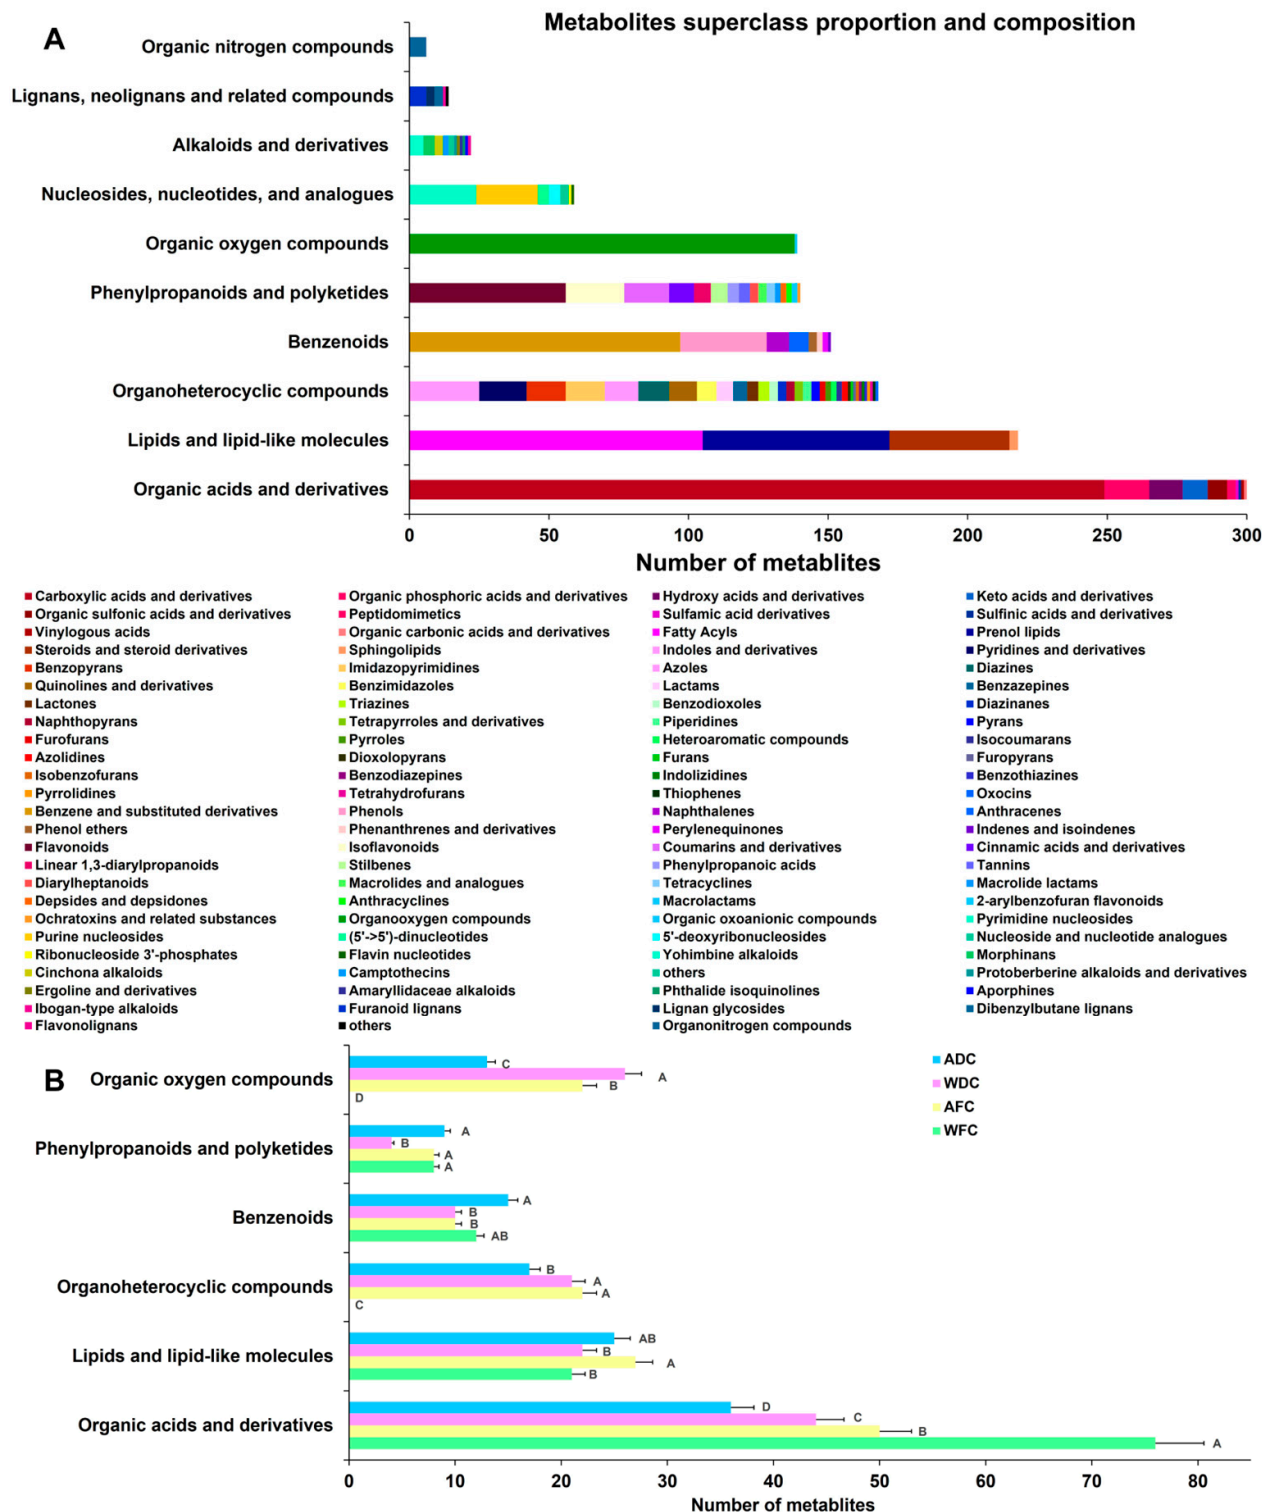 A
Metabolites superclass proportion and composition
Organic nitrogen compounds
Lignans, neolignans and related compounds
Alkaloids and derivatives
Nucleosides, nucleotides, and analogues
Organic oxygen compounds
Phenylpropanoids and polyketides
Benzenoids
Organoheterocyclic compounds
Lipids and lipid-like molecules
Organic acids and derivatives
0 50 100 150 200 250 300
Number of metablites
Carboxylic acids and derivatives Organic phosphoric acids and derivatives Hydroxy acids and derivatives Keto acids and derivatives
Organic sulfonic acids and derivatives Peptidomimetics Sulfamic acid derivatives Sulfinic acids and derivatives
Vinylogous acids Organic carbonic acids and derivatives Fatty Acyls Prenol lipids
Steroids and steroid derivatives Sphingolipids Indoles and derivatives Pyridines and derivatives
Benzopyrans Imidazopyrimidines Azoles Diazines
Quinolines and derivatives Benzimidazoles Lactams Benzazepines
Lactones Triazines Benzodioxoles Diazinanes
Naphthopyrans Tetrapyrroles and derivatives Piperidines Pyrans
Furofurans Pyrroles Heteroaromatic compounds Isocoumarans
Azolidines Dioxolopyrans Furans Furopyrans
Isobenzofurans Benzodiazepines Indolizidines Benzothiazines
Pyrrolidines Tetrahydrofurans Thiophenes Oxocins
Benzene and substituted derivatives Phenols Naphthalenes Anthracenes
Phenol ethers Phenanthrenes and derivatives Perylenequinones Indenes and isoindenes
Flavonoids Isoflavonoids Coumarins and derivatives Cinnamic acids and derivatives
Linear 1,3-diarylpropanoids Stilbenes Phenylpropanoic acids Tannins
Diarylheptanoids Macrolides and analogues Tetracyclines Macrolide lactams
Depsides and depsidones Anthracyclines Macrolactams 2-arylbenzofuran flavonoids
Ochratoxins and related substances Organooxygen compounds Organic oxoanionic compounds Pyrimidine nucleosides
Purine nucleosides (5'->5')-dinucleotides 5'-deoxyribonucleosides Nucleoside and nucleotide analogues
Ribonucleoside 3'-phosphates Flavin nucleotides Yohimbine alkaloids Morphinans
Cinchona alkaloids Camptothecins others Protoberberine alkaloids and derivatives
Ergoline and derivatives Amaryllidaceae alkaloids Phthalide isoquinolines Aporphines
Ibogan-type alkaloids Furanoid lignans Lignan glycosides Dibenzylbutane lignans
Flavonolignans others Organonitrogen compounds
B
ADC
WDC
AFC
WFC
Organic oxygen compounds
C
A
B
D
Phenylpropanoids and polyketides
A
B
A
A
Benzenoids
A
B
B
AB
Organoheterocyclic compounds
B
A
A
C
Lipids and lipid-like molecules
AB
B
A
B
Organic acids and derivatives
D
C
B
A
0 10 20 30 40 50 60 70 80
Number of metablites